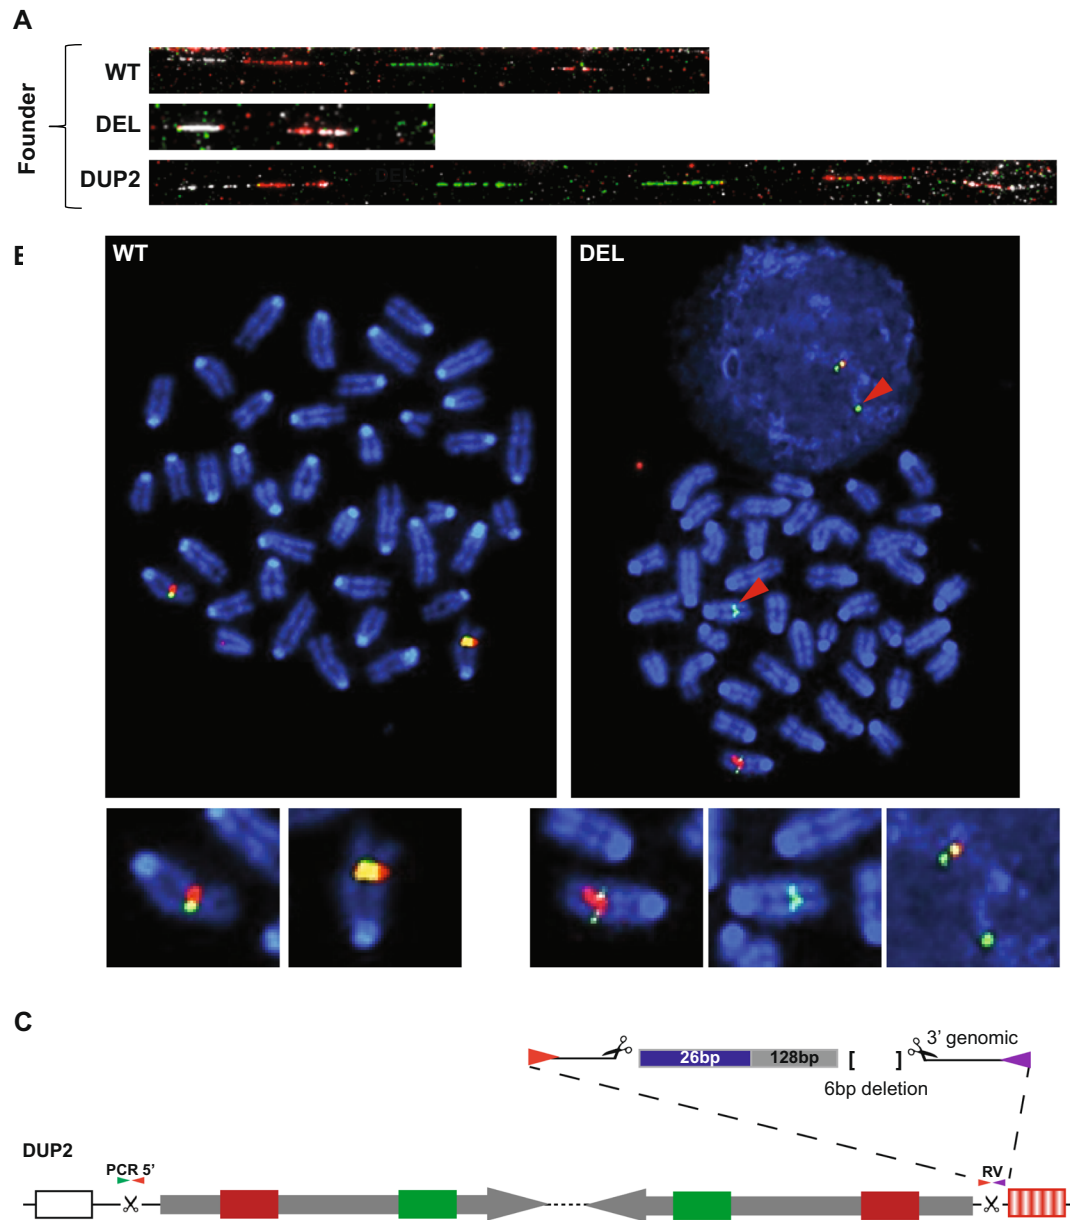 A
Founder
WT
DEL
DUP2
WT
DEL
C
3' genomic
26bp
128bp
[ ]
6bp deletion
DUP2
PCR 5'
RV